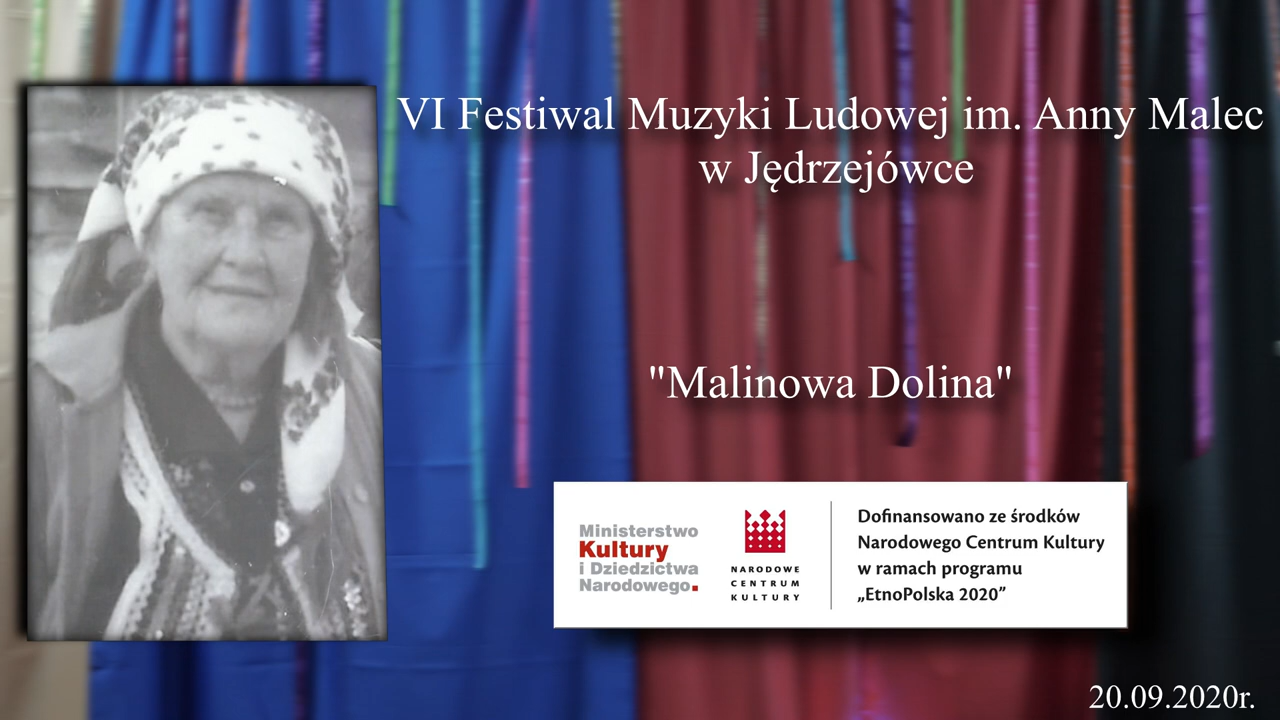 VI Festiwal Muzyki Ludowej im. Anny Malec
w Jędrzejówce
"Malinowa Dolina"
Ministerstwo
Kultury
i Dziedzictwa
Narodowego.
NARODOWE
CENTRUM
KULTURY
Dofinansowano ze środków
Narodowego Centrum Kultury
w ramach programu
„EtnoPolska 2020”
20.09.2020r.